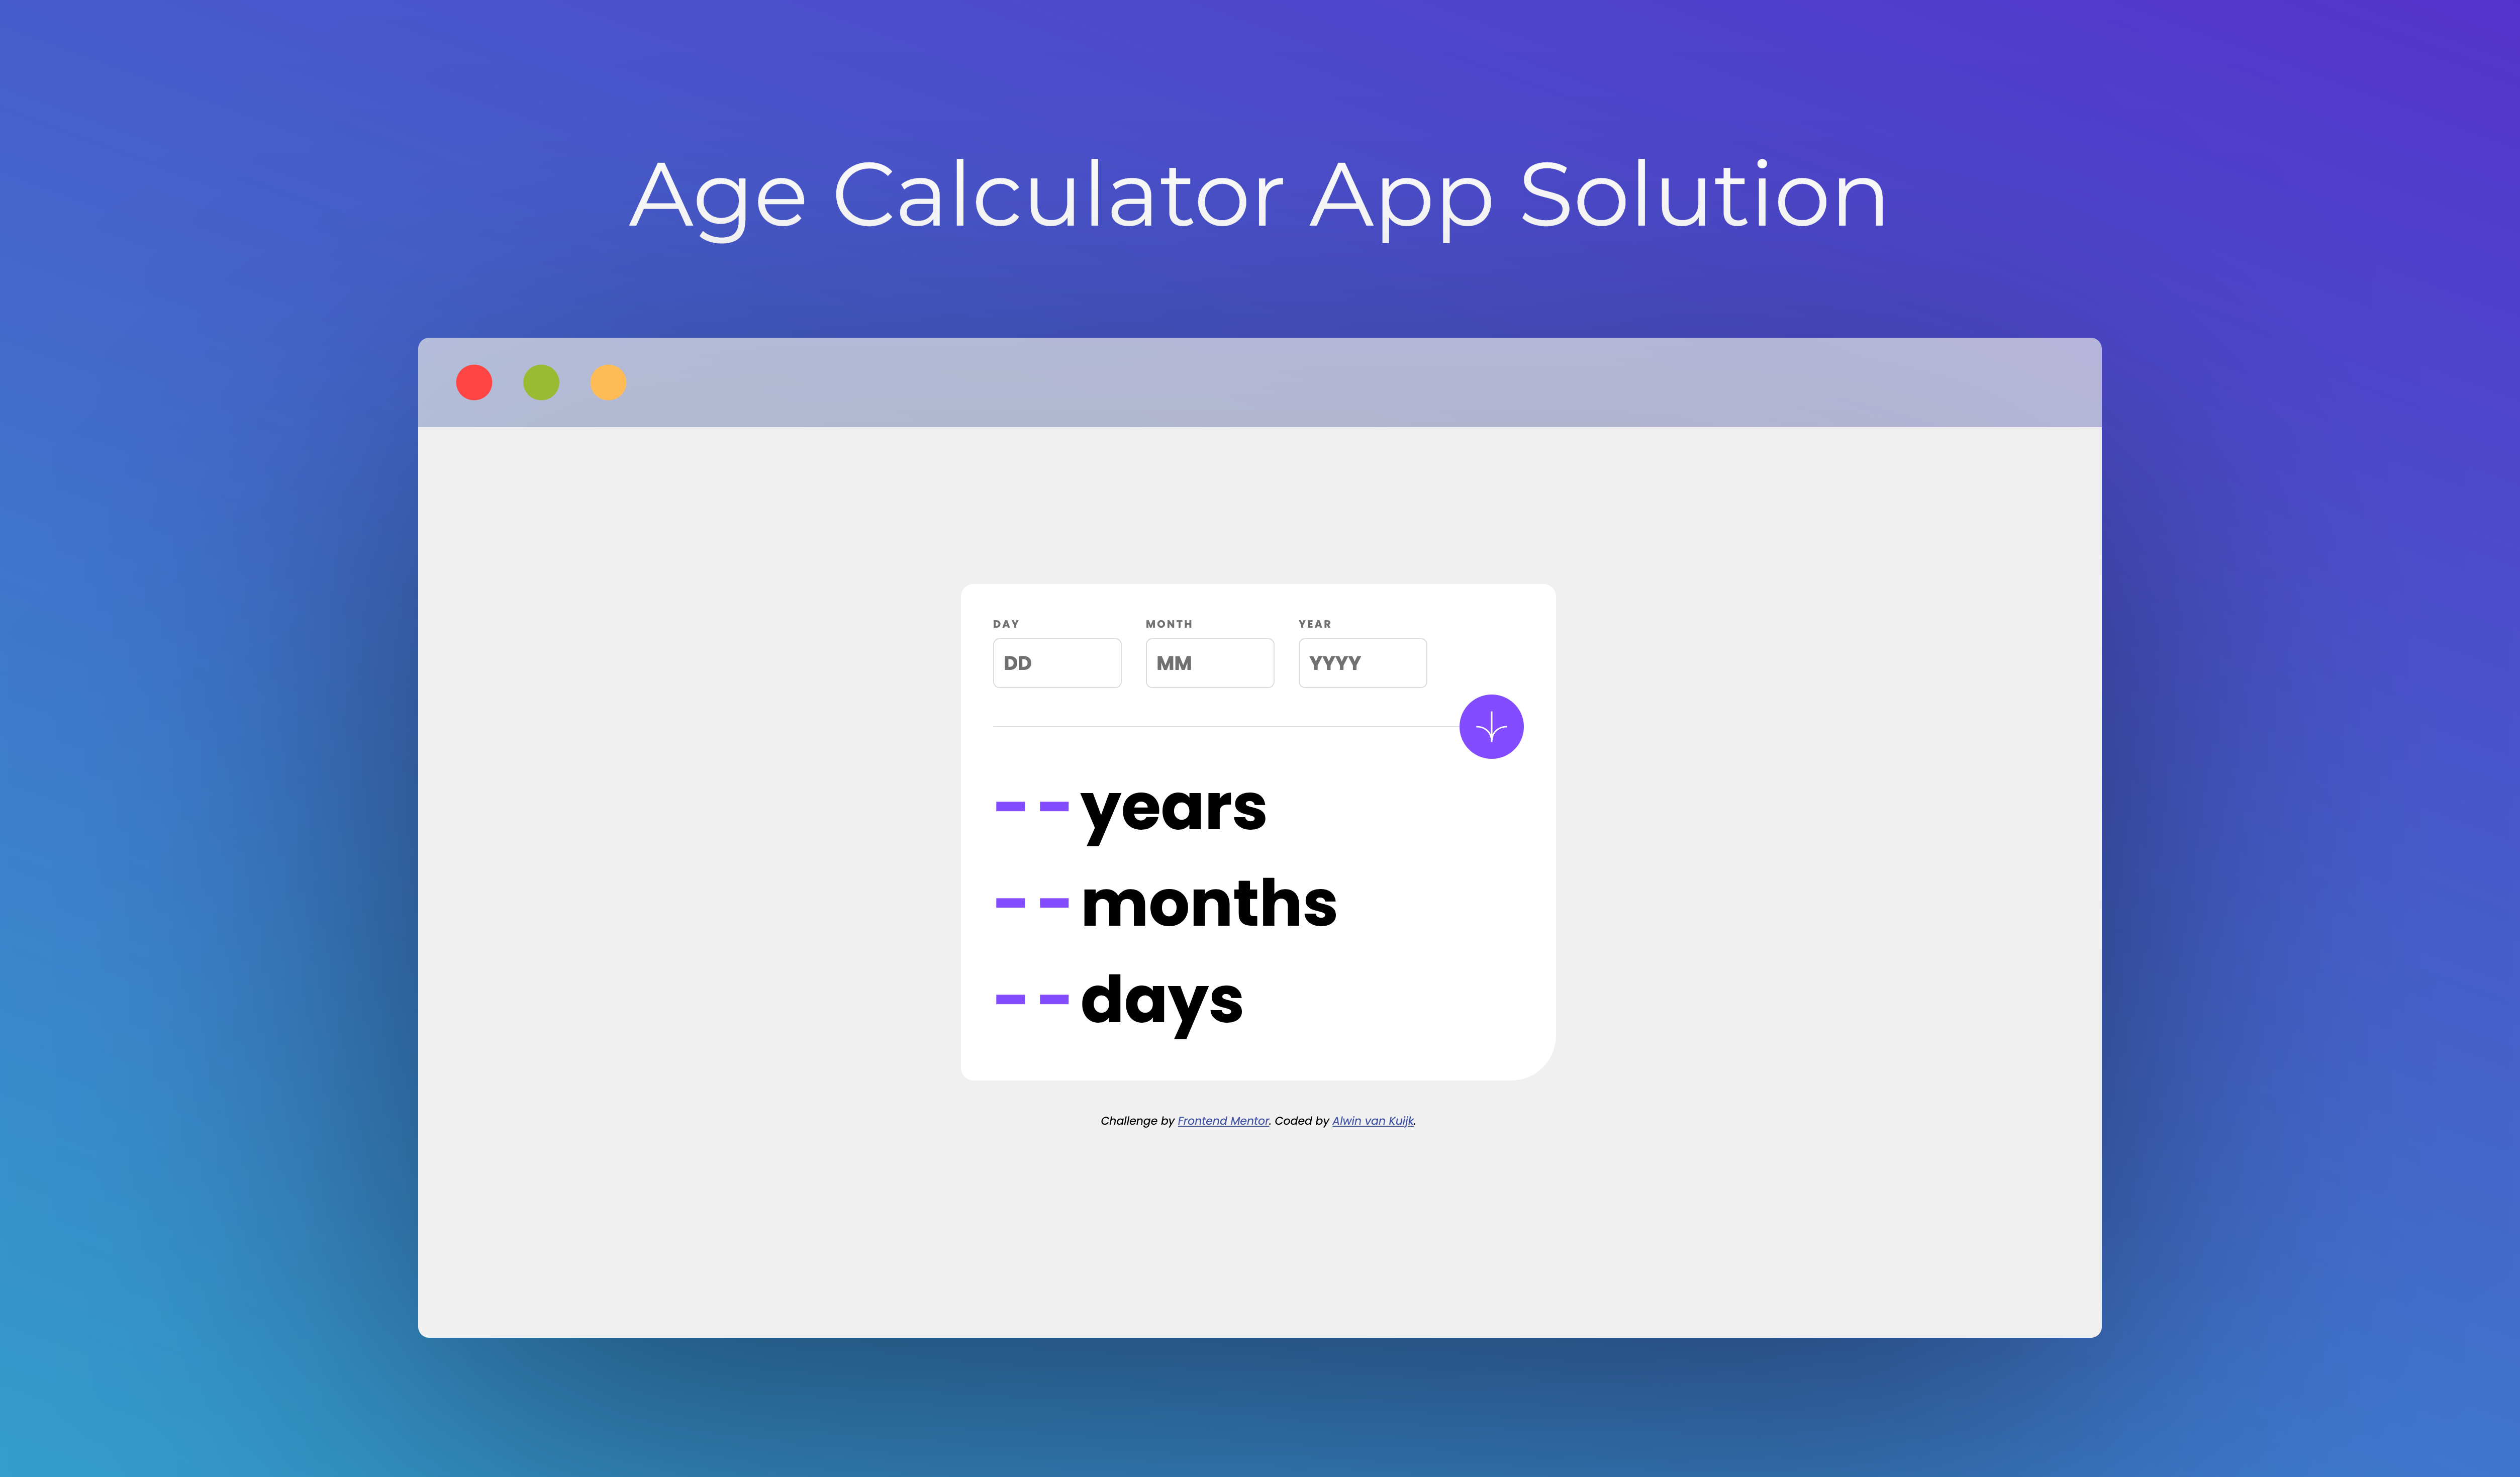 Age Calculator App Solution
DAY MONTH YEAR
DD MM YYYY
-- years
-- months
-- days
Challenge by Frontend Mentor. Coded by Alwin van Kuijk.